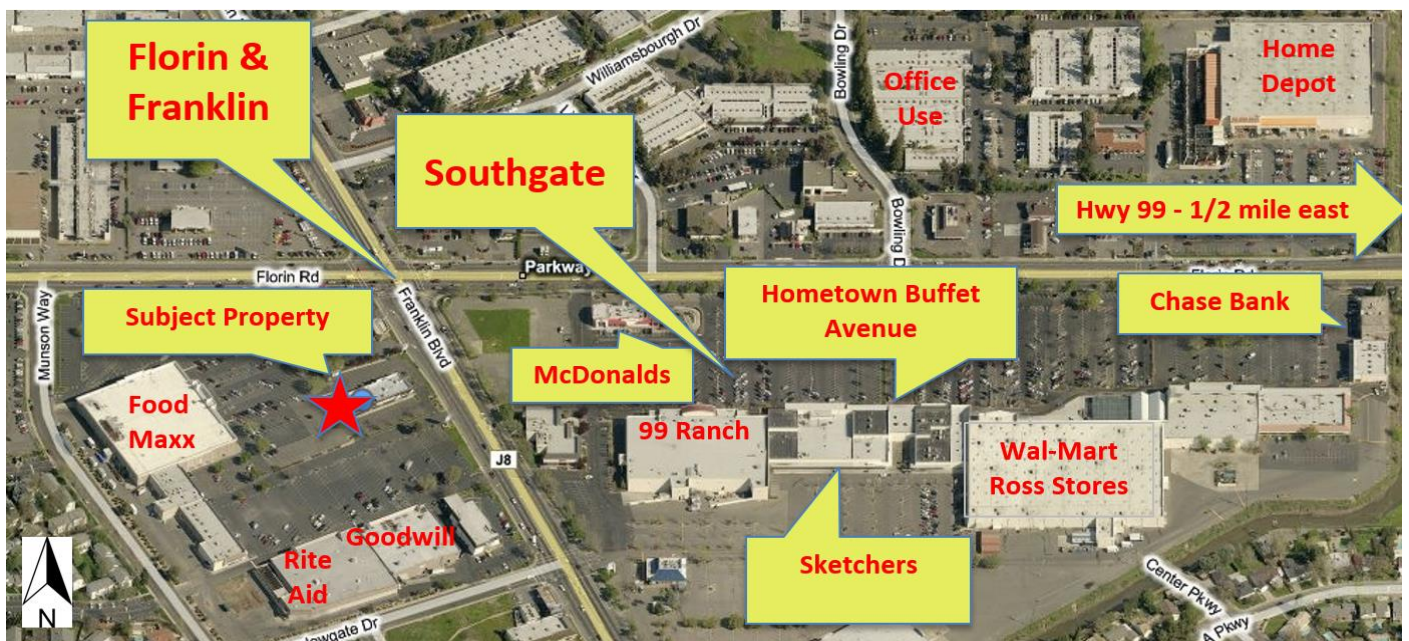 Florin &
Franklin
Williamsbourgh Dr
Bowling Dr
Office
Use
Home
Depot
Southgate
Hwy 99 - 1/2 mile east
Bowling D
Parkway
Florin Rd
Munson Way
Franklin Blvd
Subject Property
Hometown Buffet
Avenue
Chase Bank
McDonalds
Food
Maxx
99 Ranch
J8
Wal-Mart
Ross Stores
Goodwill
Rite
Aid
Sketchers
Center Pkwy
A Pkwy
N